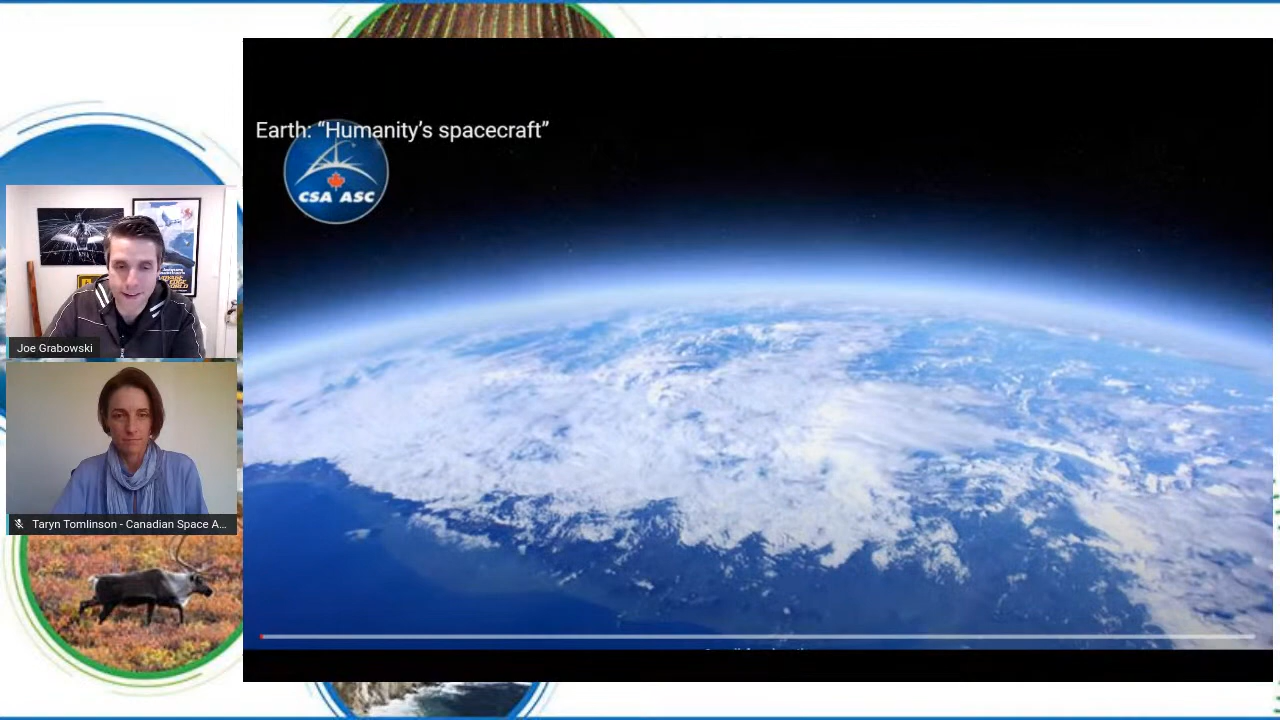 Earth: “Humanity’s spacecraft”
CSA ASC
Joe Grabowski
Taryn Tomlinson - Canadian Space A...